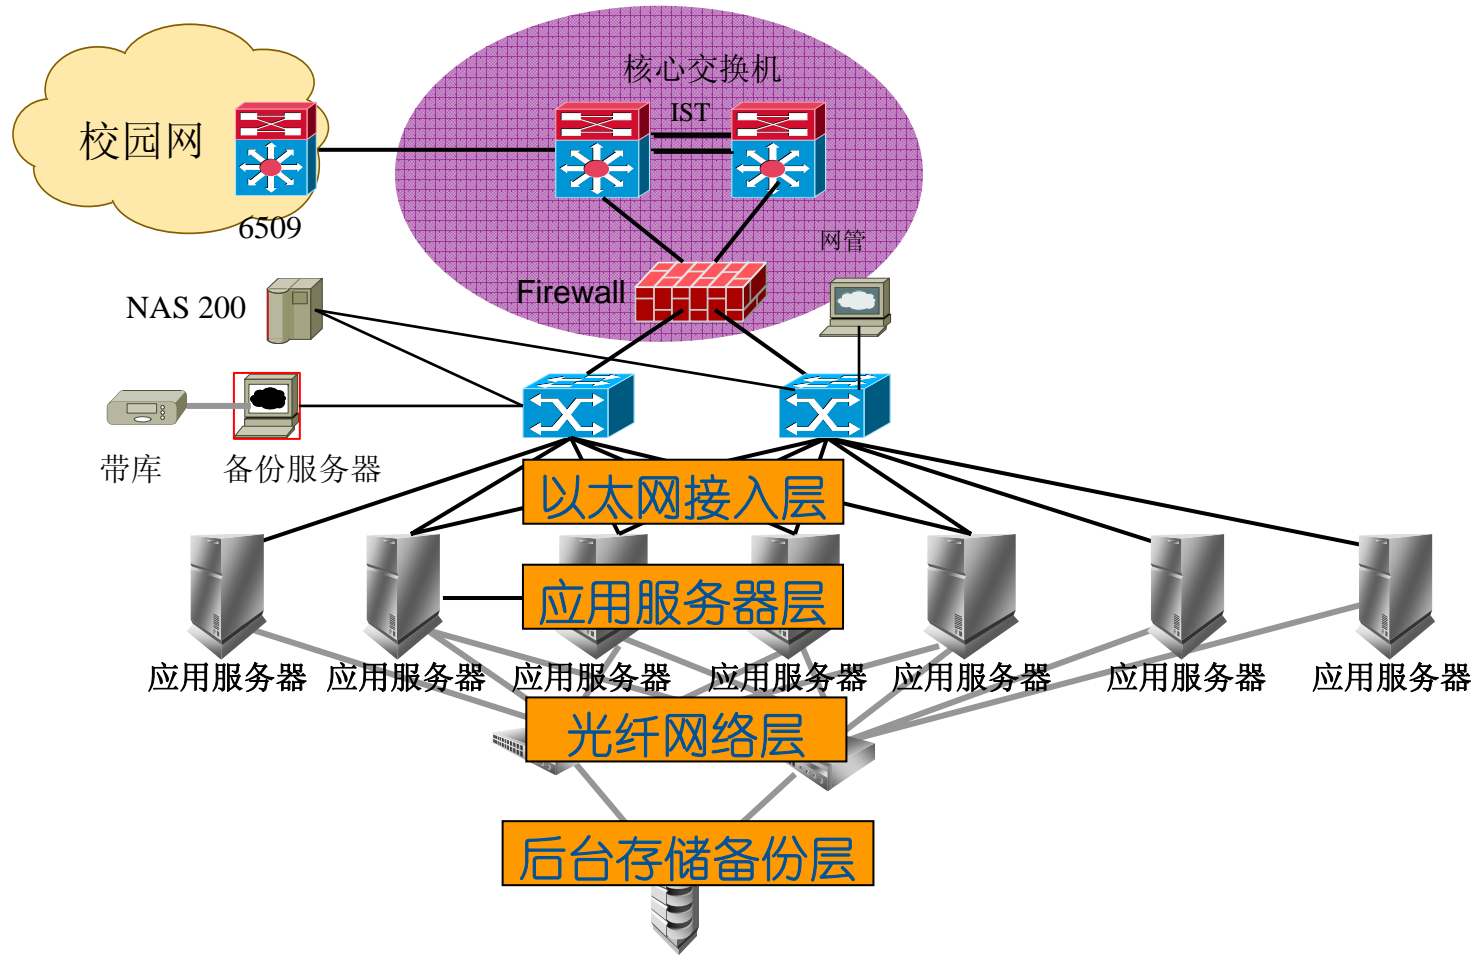 核心交换机
IST
校园网
6509
网管
Firewall
NAS 200
带库
备份服务器
以太网接入层
应用服务器层
应用服务器
应用服务器
应用服务器
应用服务器
应用服务器
应用服务器
应用服务器
光纤网络层
后台存储备份层